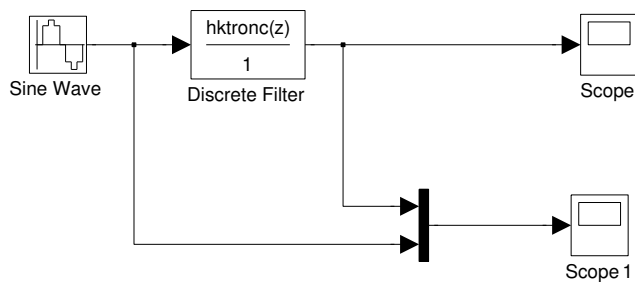 hktronc(z)
1
Sine Wave
Discrete Filter
Scope
Scope 1